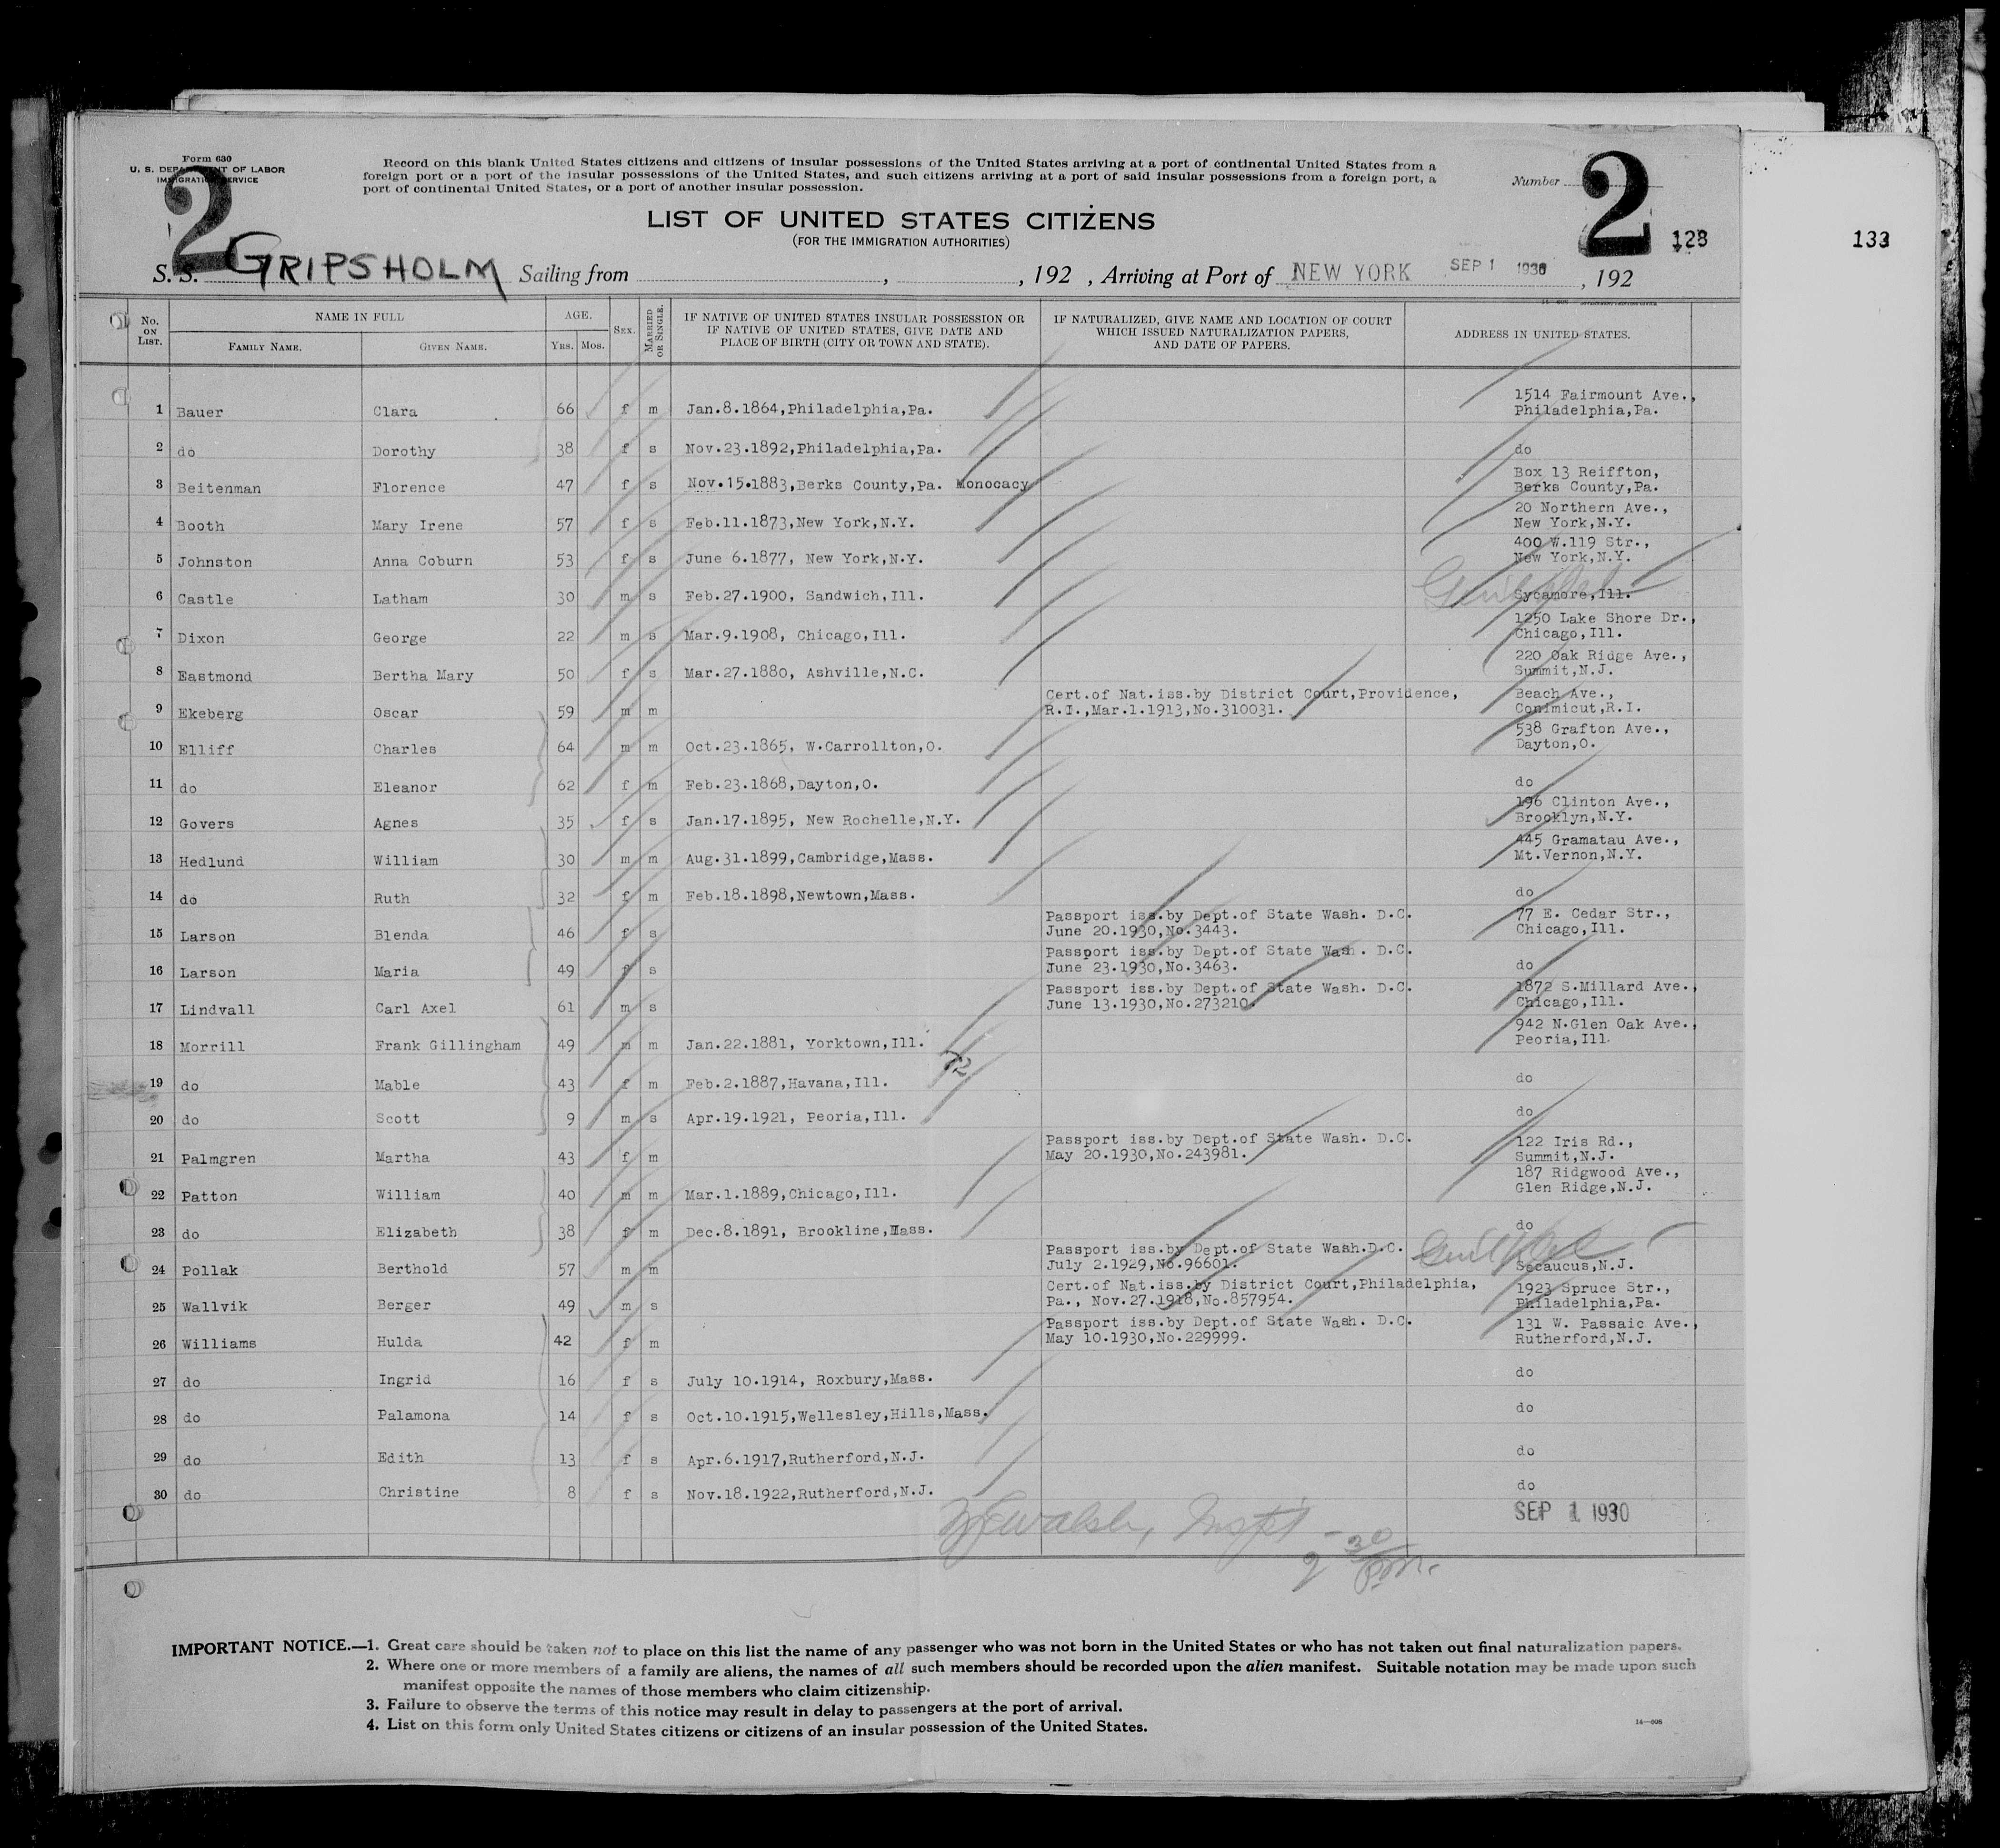 Form 630
U. S. DEPARTMENT OF LABOR
IMMIGRATION SERVICE
Record on this blank United States citizens and citizens of insular possessions of the United States arriving at a port of continental United States from a
foreign port or a port of the insular possessions of the United States, and such citizens arriving at a port of said insular possessions from a foreign port, a
port of continental United States, or a port of another insular possession.
Number
2
2
128
133
LIST OF UNITED STATES CITIZENS
(FOR THE IMMIGRATION AUTHORITIES)
S. S. GRIPSHOLM Sailing from , , 192 , Arriving at Port of NEW YORK SEP 1 1930 , 192
No. ON LIST. NAME IN FULL FAMILY NAME. GIVEN NAME. AGE. YRS. MOS. SEX. MARRIED OR SINGLE. IF NATIVE OF UNITED STATES INSULAR POSSESSION OR IF NATIVE OF UNITED STATES, GIVE DATE AND PLACE OF BIRTH (CITY OR TOWN AND STATE). IF NATURALIZED, GIVE NAME AND LOCATION OF COURT WHICH ISSUED NATURALIZATION PAPERS, AND DATE OF PAPERS. ADDRESS IN UNITED STATES.
1 Bauer Clara 66 f m Jan.8.1864,Philadelphia,Pa. 1514 Fairmount Ave., Philadelphia,Pa.
2 do Dorothy 38 f s Nov.23.1892,Philadelphia,Pa. do
3 Beitenman Florence 47 f s Nov.15.1883,Berks County,Pa. Monocacy Box 13 Reiffton, Berks County,Pa.
4 Booth Mary Irene 57 f s Feb.11.1873,New York,N.Y. 20 Northern Ave., New York,N.Y.
5 Johnston Anna Coburn 53 f s June 6.1877, New York,N.Y. 400 W.119 Str., New York,N.Y.
6 Castle Latham 30 m s Feb.27.1900, Sandwich,Ill. Sycamore,Ill.
7 Dixon George 22 m s Mar.9.1908, Chicago,Ill. 1250 Lake Shore Dr., Chicago,Ill.
8 Eastmond Bertha Mary 50 f s Mar.27.1880, Ashville,N.C. 220 Oak Ridge Ave., Summit,N.J.
9 Ekeberg Oscar 59 m m Cert.of Nat.iss.by District Court,Providence, R.I.,Mar.1.1913,No.310031. Beach Ave., Conimicut,R.I.
10 Elliff Charles 64 m m Oct.23.1865, W.Carrollton,O. 538 Grafton Ave., Dayton,O.
11 do Eleanor 62 f m Feb.23.1868,Dayton,O. do
12 Govers Agnes 35 f s Jan.17.1895, New Rochelle,N.Y. 196 Clinton Ave., Brooklyn,N.Y.
13 Hedlund William 30 m m Aug.31.1899,Cambridge,Mass. 445 Gramatau Ave., Mt.Vernon,N.Y.
14 do Ruth 32 f m Feb.18.1898,Newtown,Mass. do
15 Larson Blenda 46 f s Passport iss.by Dept.of State Wash. D.C. June 20.1930,No.3443. 77 E. Cedar Str., Chicago,Ill.
16 Larson Maria 49 f s Passport iss.by Dept.of State Wash. D.C. June 23.1930,No.3463. do
17 Lindvall Carl Axel 61 m s Passport iss.by Dept.of State Wash. D.C. June 13.1930,No.273210. 1872 S.Millard Ave., Chicago,Ill.
18 Morrill Frank Gillingham 49 m m Jan.22.1881, Yorktown,Ill. 942 N.Glen Oak Ave., Peoria,Ill.
72
19 do Mable 43 f m Feb.2.1887,Havana,Ill. do
20 do Scott 9 m s Apr.19.1921, Peoria,Ill. do
21 Palmgren Martha 43 f m Passport iss.by Dept.of State Wash. D.C. May 20.1930,No.243981. 122 Iris Rd., Summit,N.J.
22 Patton William 40 m m Mar.1.1889,Chicago,Ill. 187 Ridgwood Ave., Glen Ridge,N.J.
23 do Elizabeth 38 f m Dec.8.1891, Brookline,Mass. do
24 Pollak Berthold 57 m m Passport iss.by Dept.of State Wash.D.C. July 2.1929,No.96601. Secaucus,N.J.
25 Wallvik Berger 49 m s Cert.of Nat.iss.by District Court,Philadelphia, Pa., Nov.27.1918,No.857954. 1923 Spruce Str., Philadelphia,Pa.
26 Williams Hulda 42 f m Passport iss.by Dept.of State Wash. D.C. May 10.1930,No.229999. 131 W. Passaic Ave., Rutherford,N.J.
27 do Ingrid 16 f s July 10.1914, Roxbury,Mass. do
28 do Palamona 14 f s Oct.10.1915,Wellesley,Hills,Mass. do
29 do Edith 13 f s Apr.6.1917,Rutherford,N.J. do
30 do Christine 8 f s Nov.18.1922,Rutherford,N.J. do
SEP 1 1930
Walsh, Inspt 2 30 P.M.
IMPORTANT NOTICE.—1. Great care should be taken not to place on this list the name of any passenger who was not born in the United States or who has not taken out final naturalization papers.
2. Where one or more members of a family are aliens, the names of all such members should be recorded upon the alien manifest. Suitable notation may be made upon such
manifest opposite the names of those members who claim citizenship.
3. Failure to observe the terms of this notice may result in delay to passengers at the port of arrival.
4. List on this form only United States citizens or citizens of an insular possession of the United States.